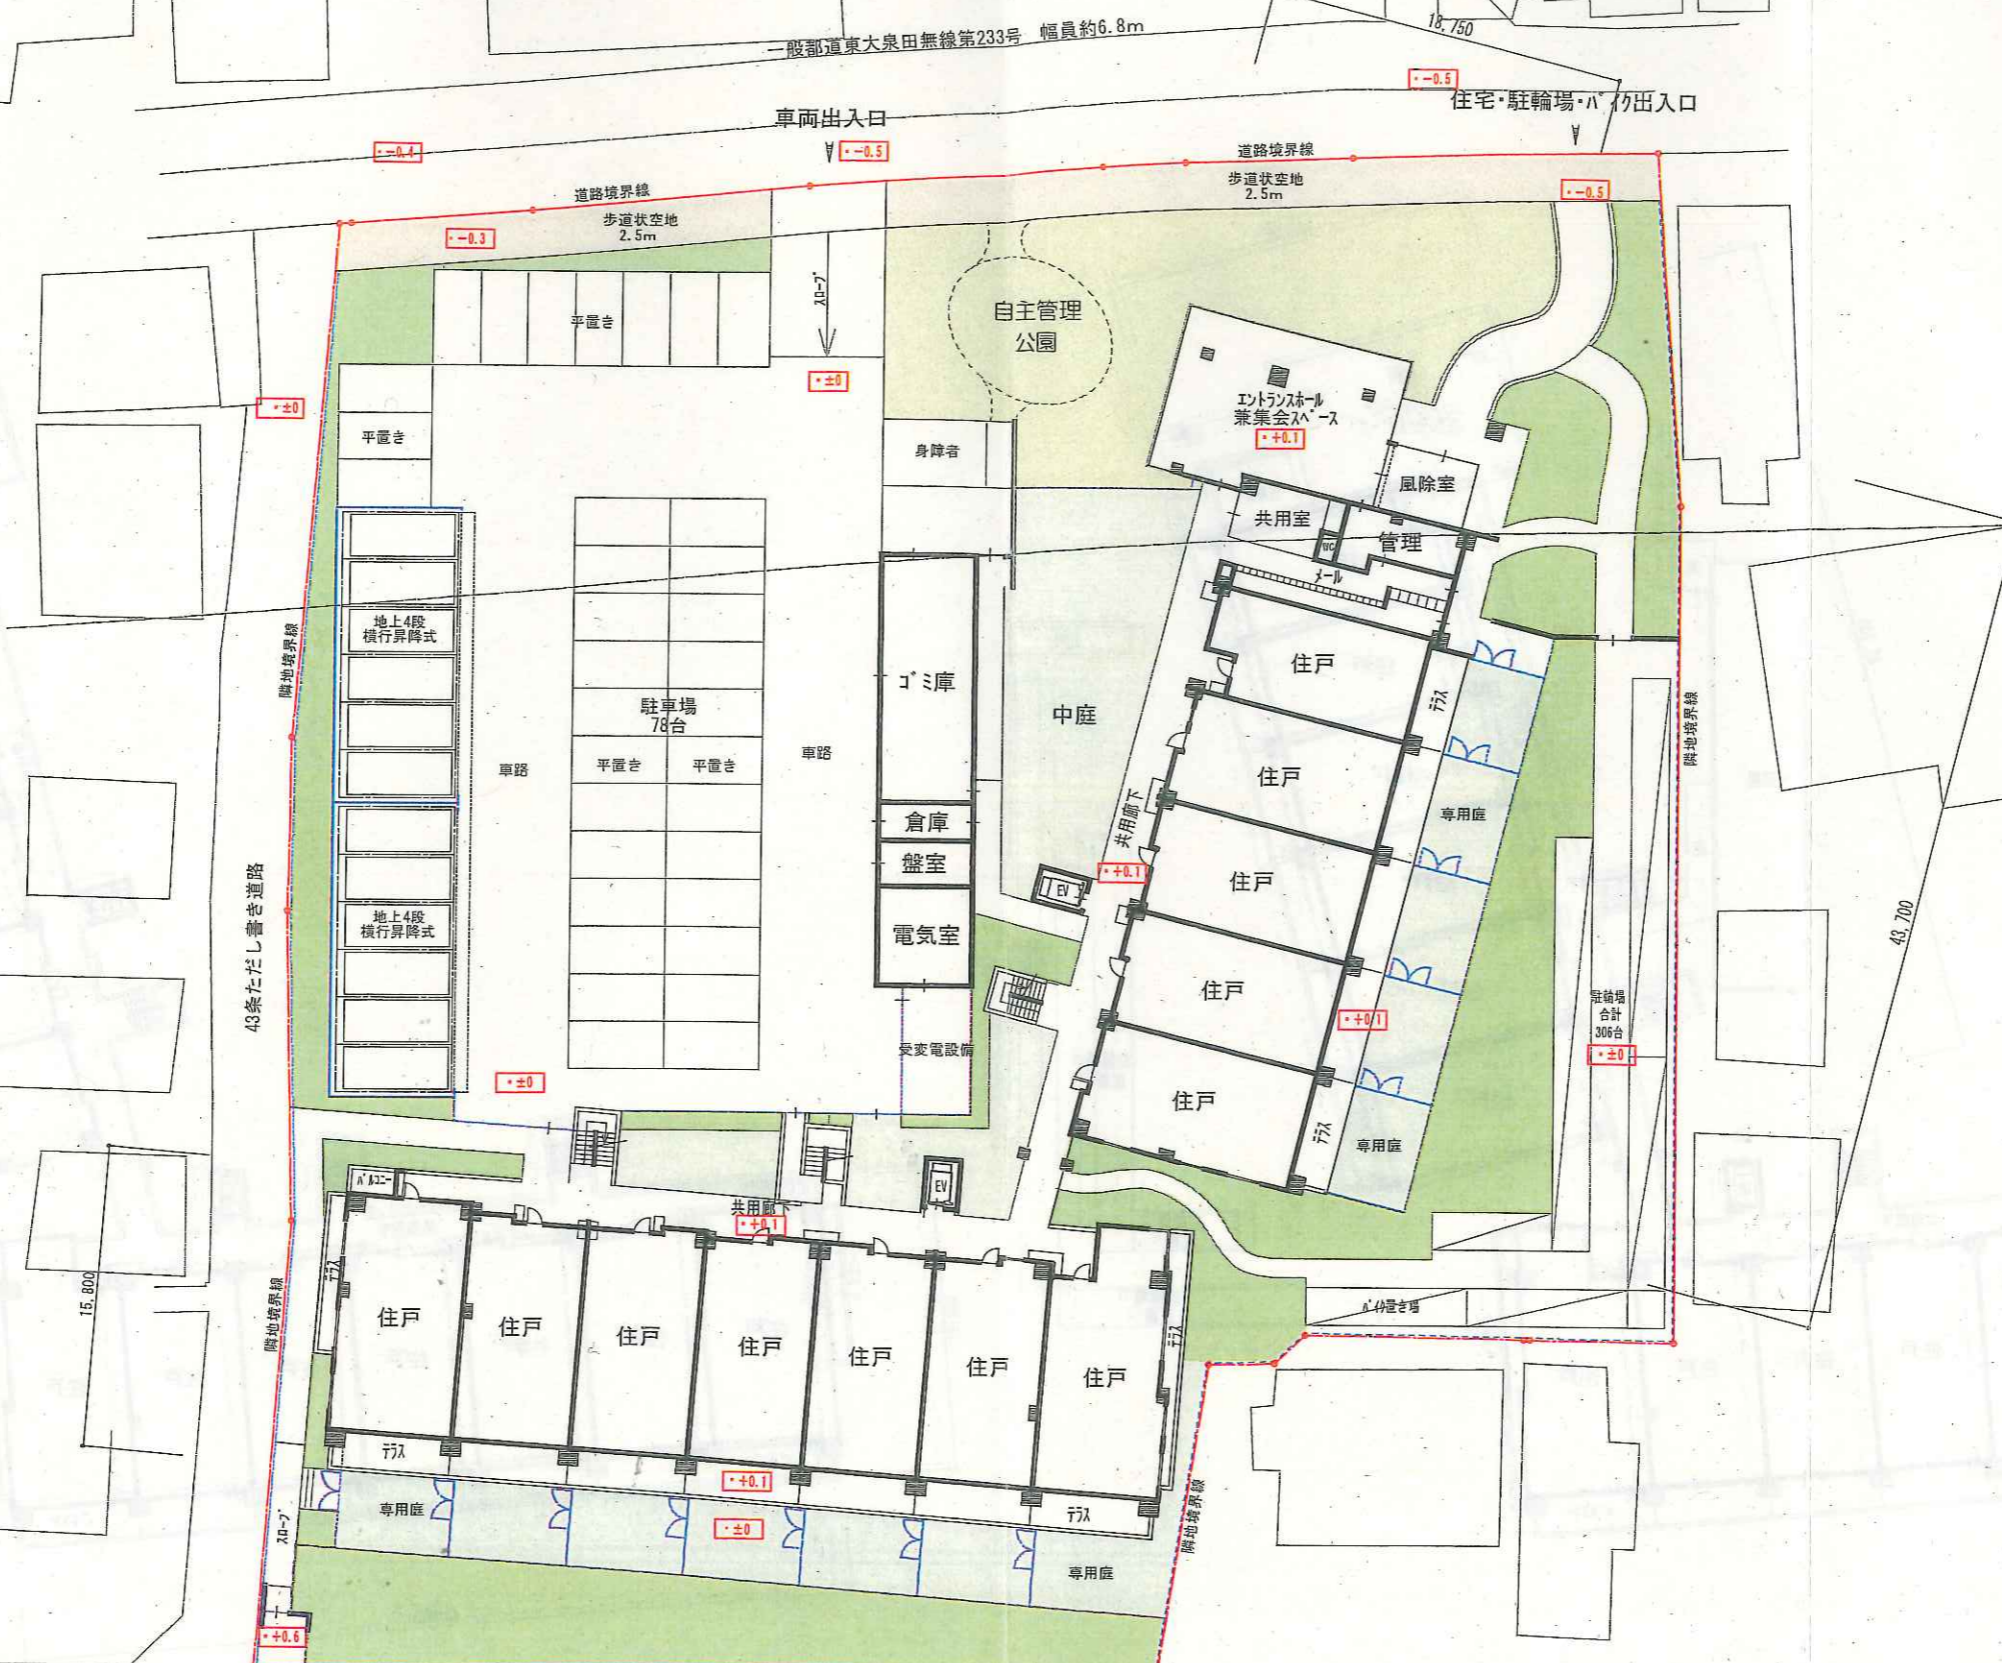 一般都道東大泉田無線第233号 幅員約6.8m
18,750
・-0.5
住宅・駐輪場・バイク出入口
車両出入口
・-0.4
・-0.5
道路境界線
道路境界線
歩道状空地
2.5m
・-0.5
歩道状空地
2.5m
・-0.3
スロープ
平置き
自主管理
公園
・±0
・±0
エントランスホール
兼集会スペース
・+0.1
平置き
身障者
風除室
共用室
WC
管理
メール
地上4段
横行昇降式
隣地境界線
住戸
ゴミ庫
テラス
駐車場
78台
中庭
隣地境界線
車路
平置き
平置き
車路
住戸
専用庭
倉庫
共用廊下
盤室
・+0.1
EV
住戸
地上4段
横行昇降式
43条ただし書き道路
電気室
43,700
住戸
・+0.1
駐輪場
合計
306台
・±0
受変電設備
・±0
住戸
テラス
専用庭
バルコニー
EV
共用廊下
・+0.1
15,800
隣地境界線
テラス
住戸
住戸
住戸
住戸
住戸
住戸
住戸
テラス
バイク置き場
テラス
・+0.1
テラス
専用庭
・±0
スロープ
専用庭
隣地境界線
・+0.6